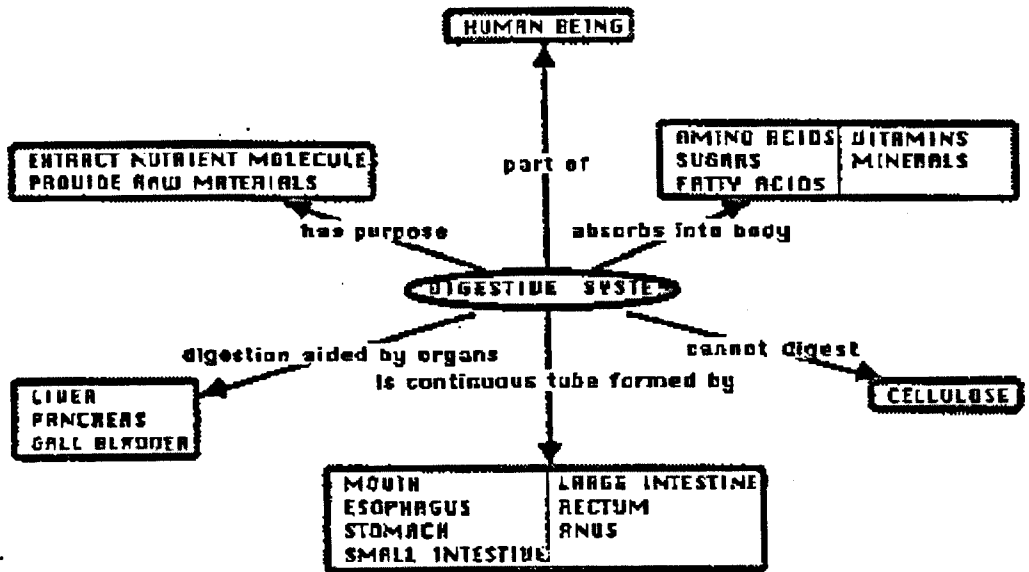 HUMAN BEING
EXTRACT NUTRIENT MOLECULE
PROVIDE RAW MATERIALS
part of
AMINO ACIDS VITAMINS
SUGARS MINERALS
FATTY ACIDS
has purpose
absorbs into body
DIGESTIVE SYSTE
digestion aided by organs
cannot digest
is continuous tube formed by
LIVER
PANCREAS
GALL BLADDER
CELLULOSE
MOUTH LARGE INTESTINE
ESOPHAGUS RECTUM
STOMACH ANUS
SMALL INTESTINE